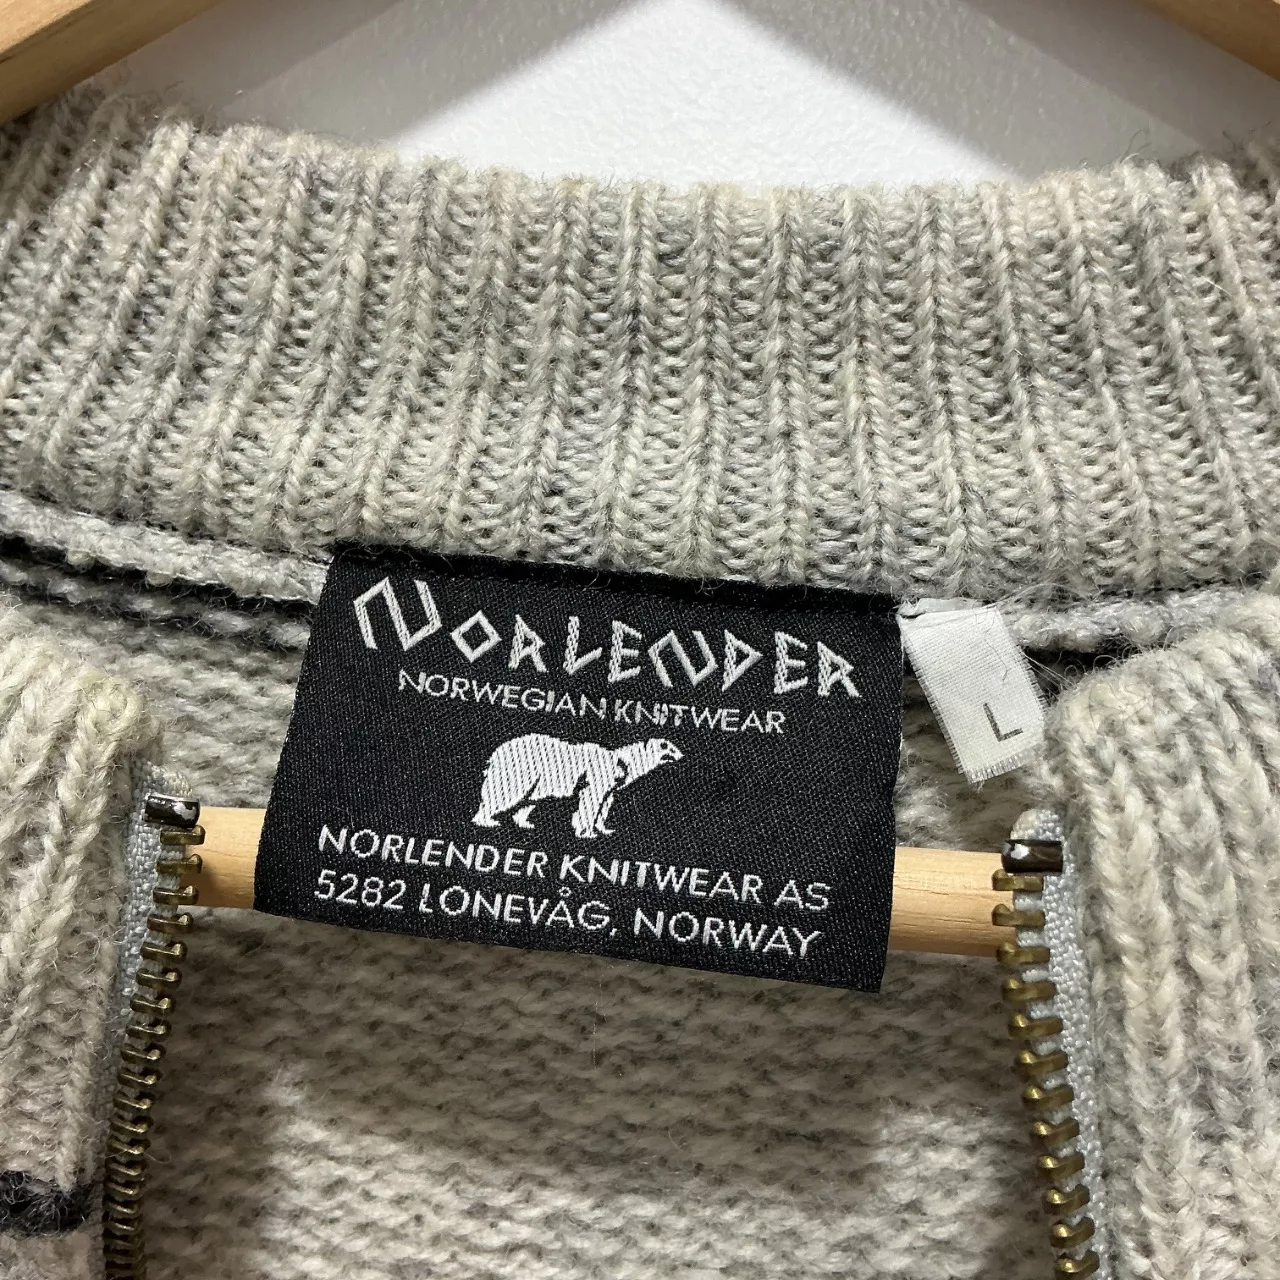 NORLENDER
NORWEGIAN KNITWEAR
NORLENDER KNITWEAR AS
5282 LONEVÅG, NORWAY
L